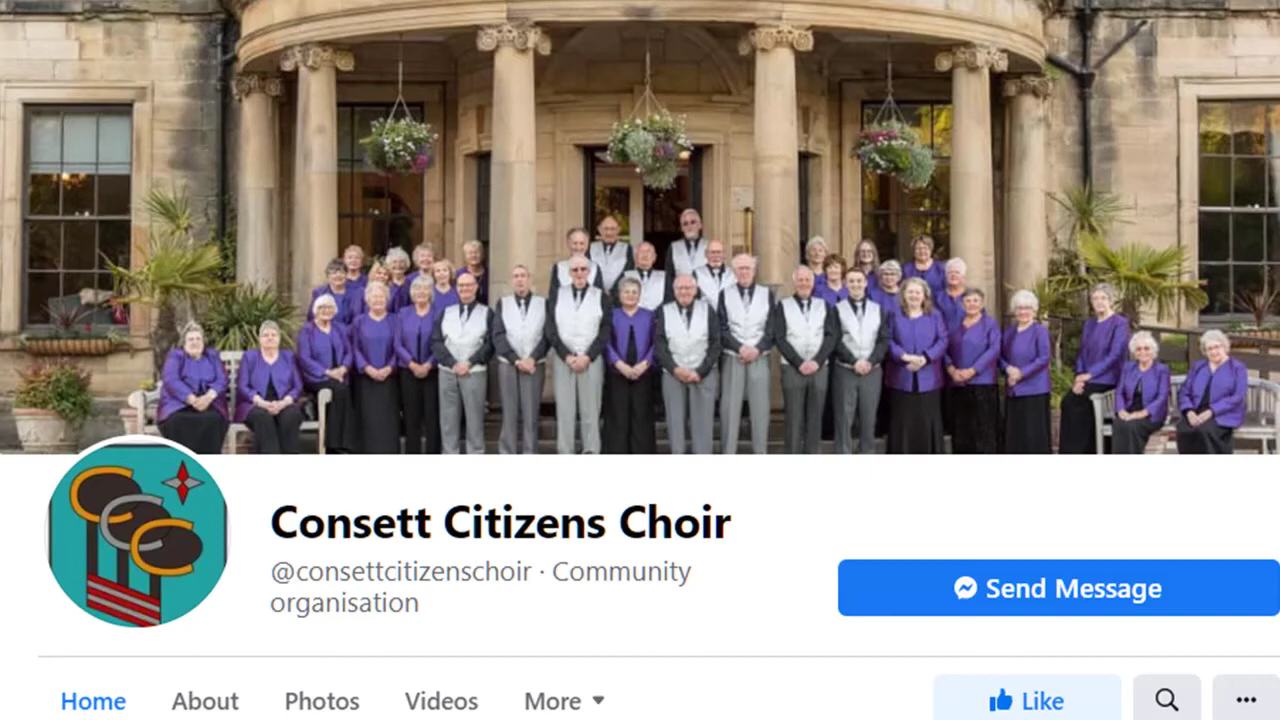 Consett Citizens Choir
@consettcitizenschoir · Community
organisation
Send Message
Home About Photos Videos More
Like